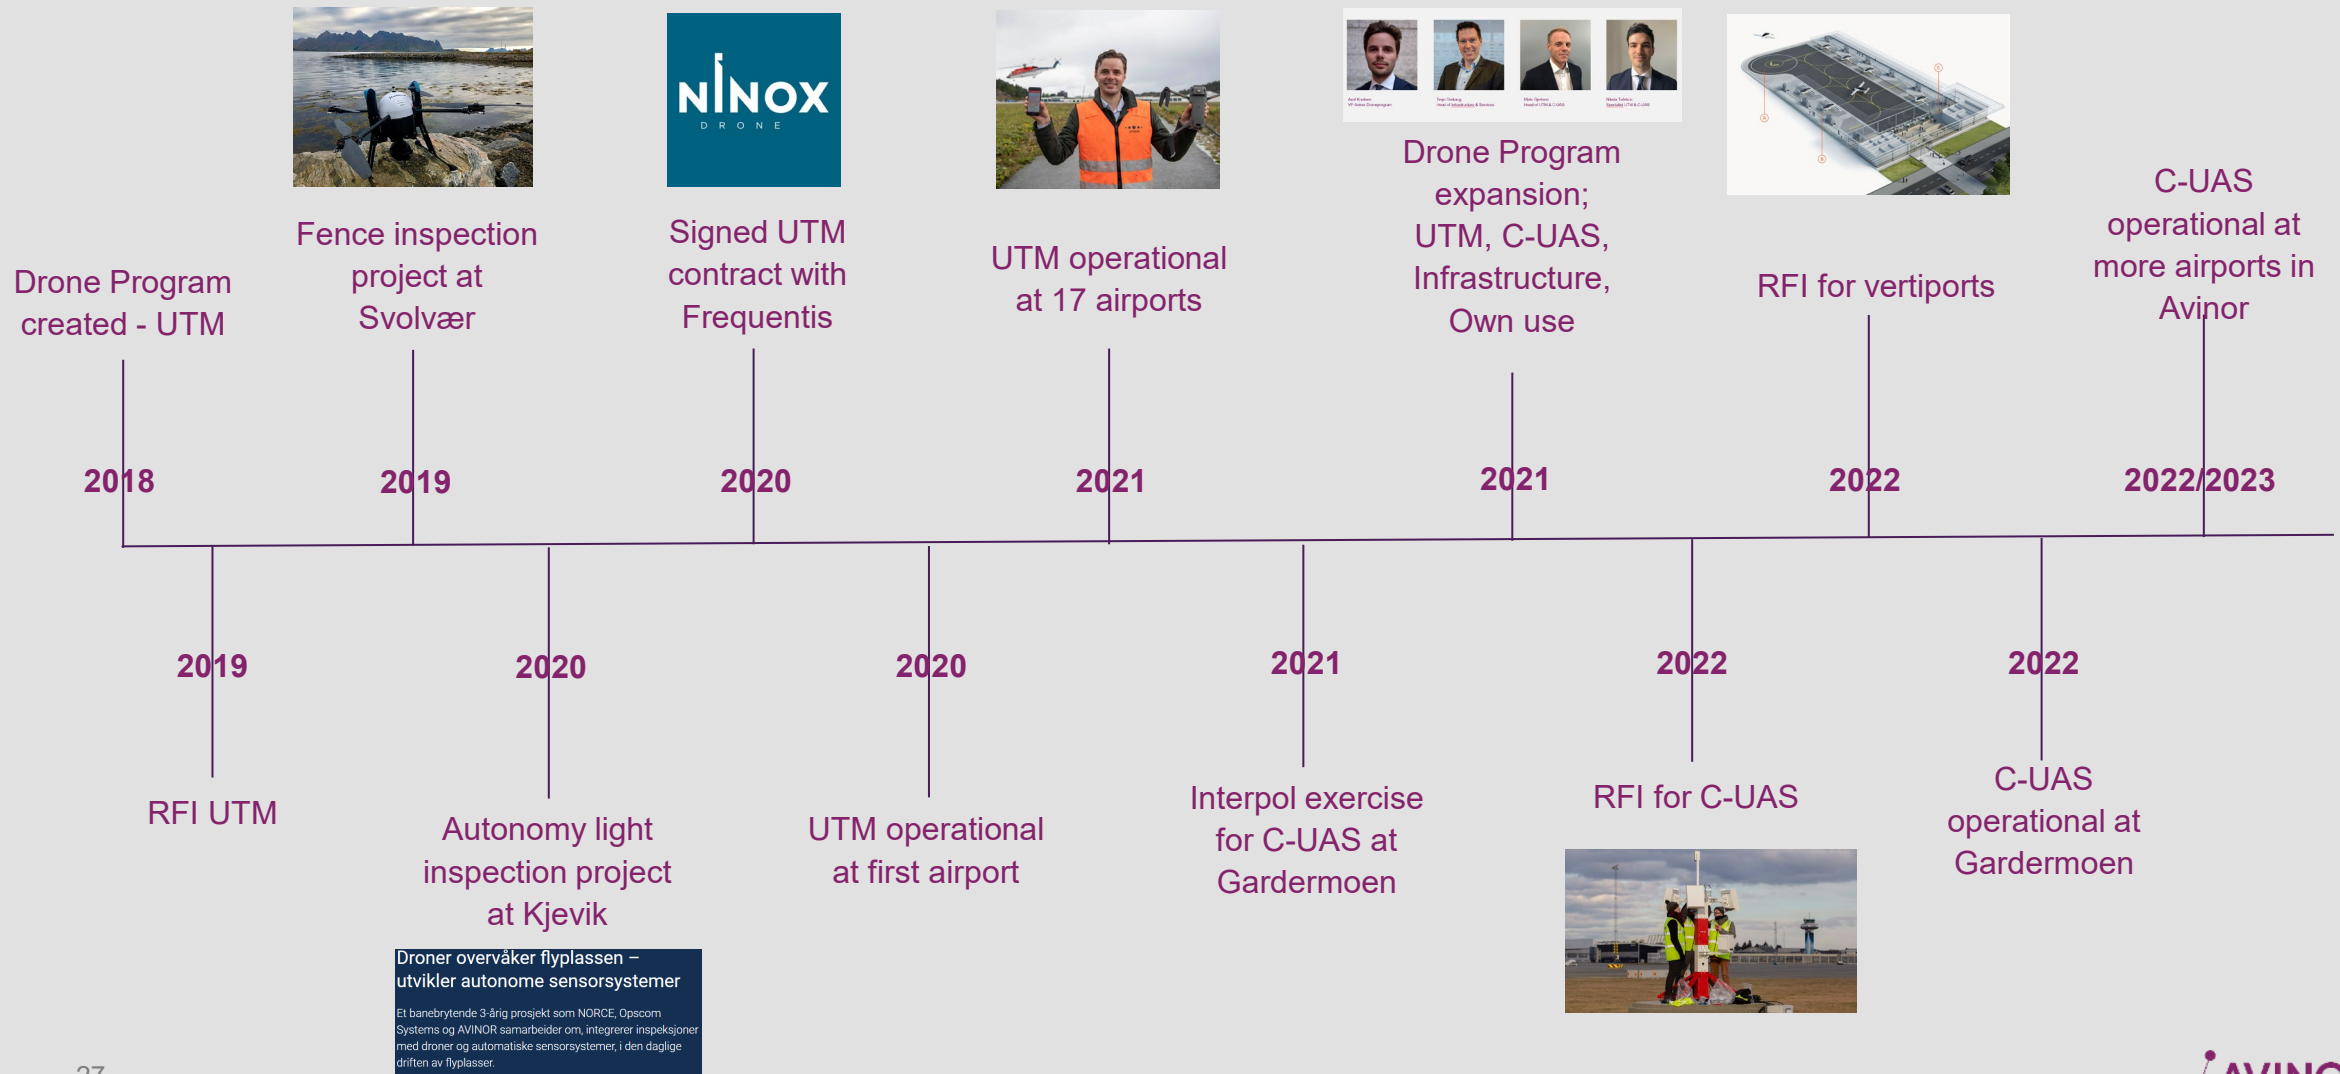 NINOX
DRONE
Drone Program
expansion;
UTM, C-UAS,
Infrastructure,
Own use
C-UAS
operational at
more airports in
Avinor
Fence inspection
project at
Svolvær
Signed UTM
contract with
Frequentis
UTM operational
at 17 airports
Drone Program
created - UTM
RFI for vertiports
2018
2019
2020
2021
2021
2022
2022/2023
2019
2020
2020
2021
2022
2022
RFI UTM
Autonomy light
inspection project
at Kjevik
UTM operational
at first airport
Interpol exercise
for C-UAS at
Gardermoen
RFI for C-UAS
C-UAS
operational at
Gardermoen
Droner overvåker flyplassen –
utvikler autonome sensorsystemer
Et banebrytende 3-årig prosjekt som NORCE, Opscom
Systems og AVINOR samarbeider om, integrerer inspeksjoner
med droner og automatiske sensorsystemer, i den daglige
driften av flyplasser.
27